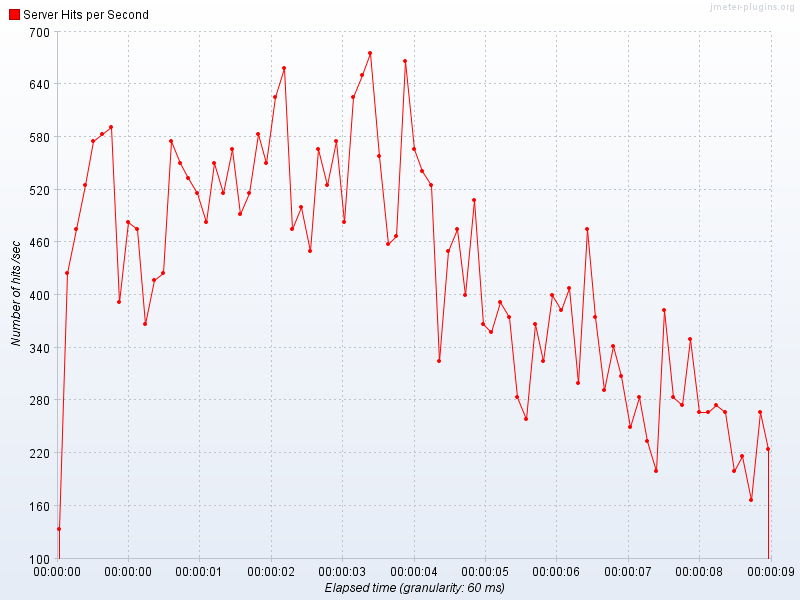 jmeter-plugins.org
Server Hits per Second
700
640
580
520
460
400
340
280
220
160
100
Number of hits /sec
00:00:00 00:00:00 00:00:01 00:00:02 00:00:03 00:00:04 00:00:05 00:00:06 00:00:07 00:00:08 00:00:09
Elapsed time (granularity: 60 ms)